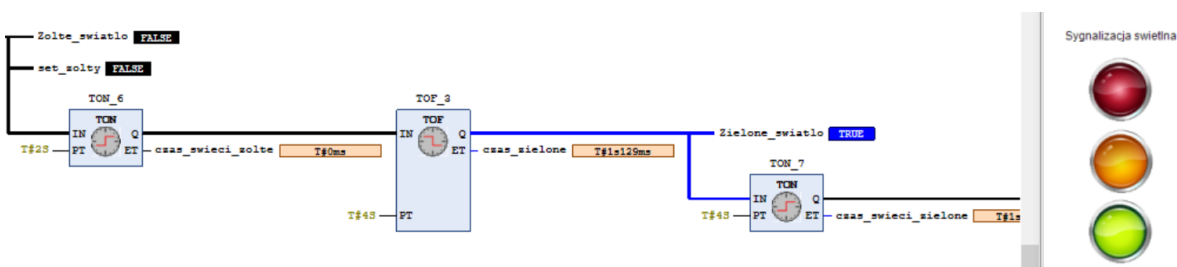 Zolte_swiatlo FALSE
Sygnalizacja swietlna
set_zolty FALSE
TON_6
TOF_3
TON
TOF
IN Q
IN Q
Zielone_swiatlo TRUE
T#2S PT ET czas_swieci_zolte T#0ms
ET czas_zielone T#1s129ms
TON_7
TON
IN Q
T#4S PT
T#4S PT ET czas_swieci_zielone T#1s